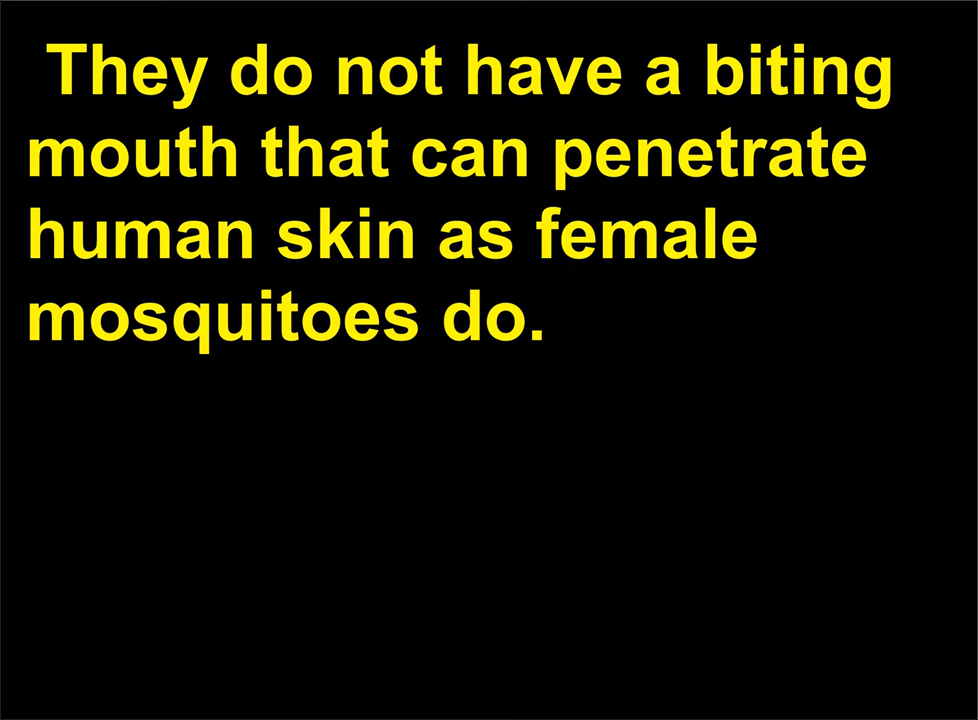 They do not have a biting
mouth that can penetrate
human skin as female
mosquitoes do.